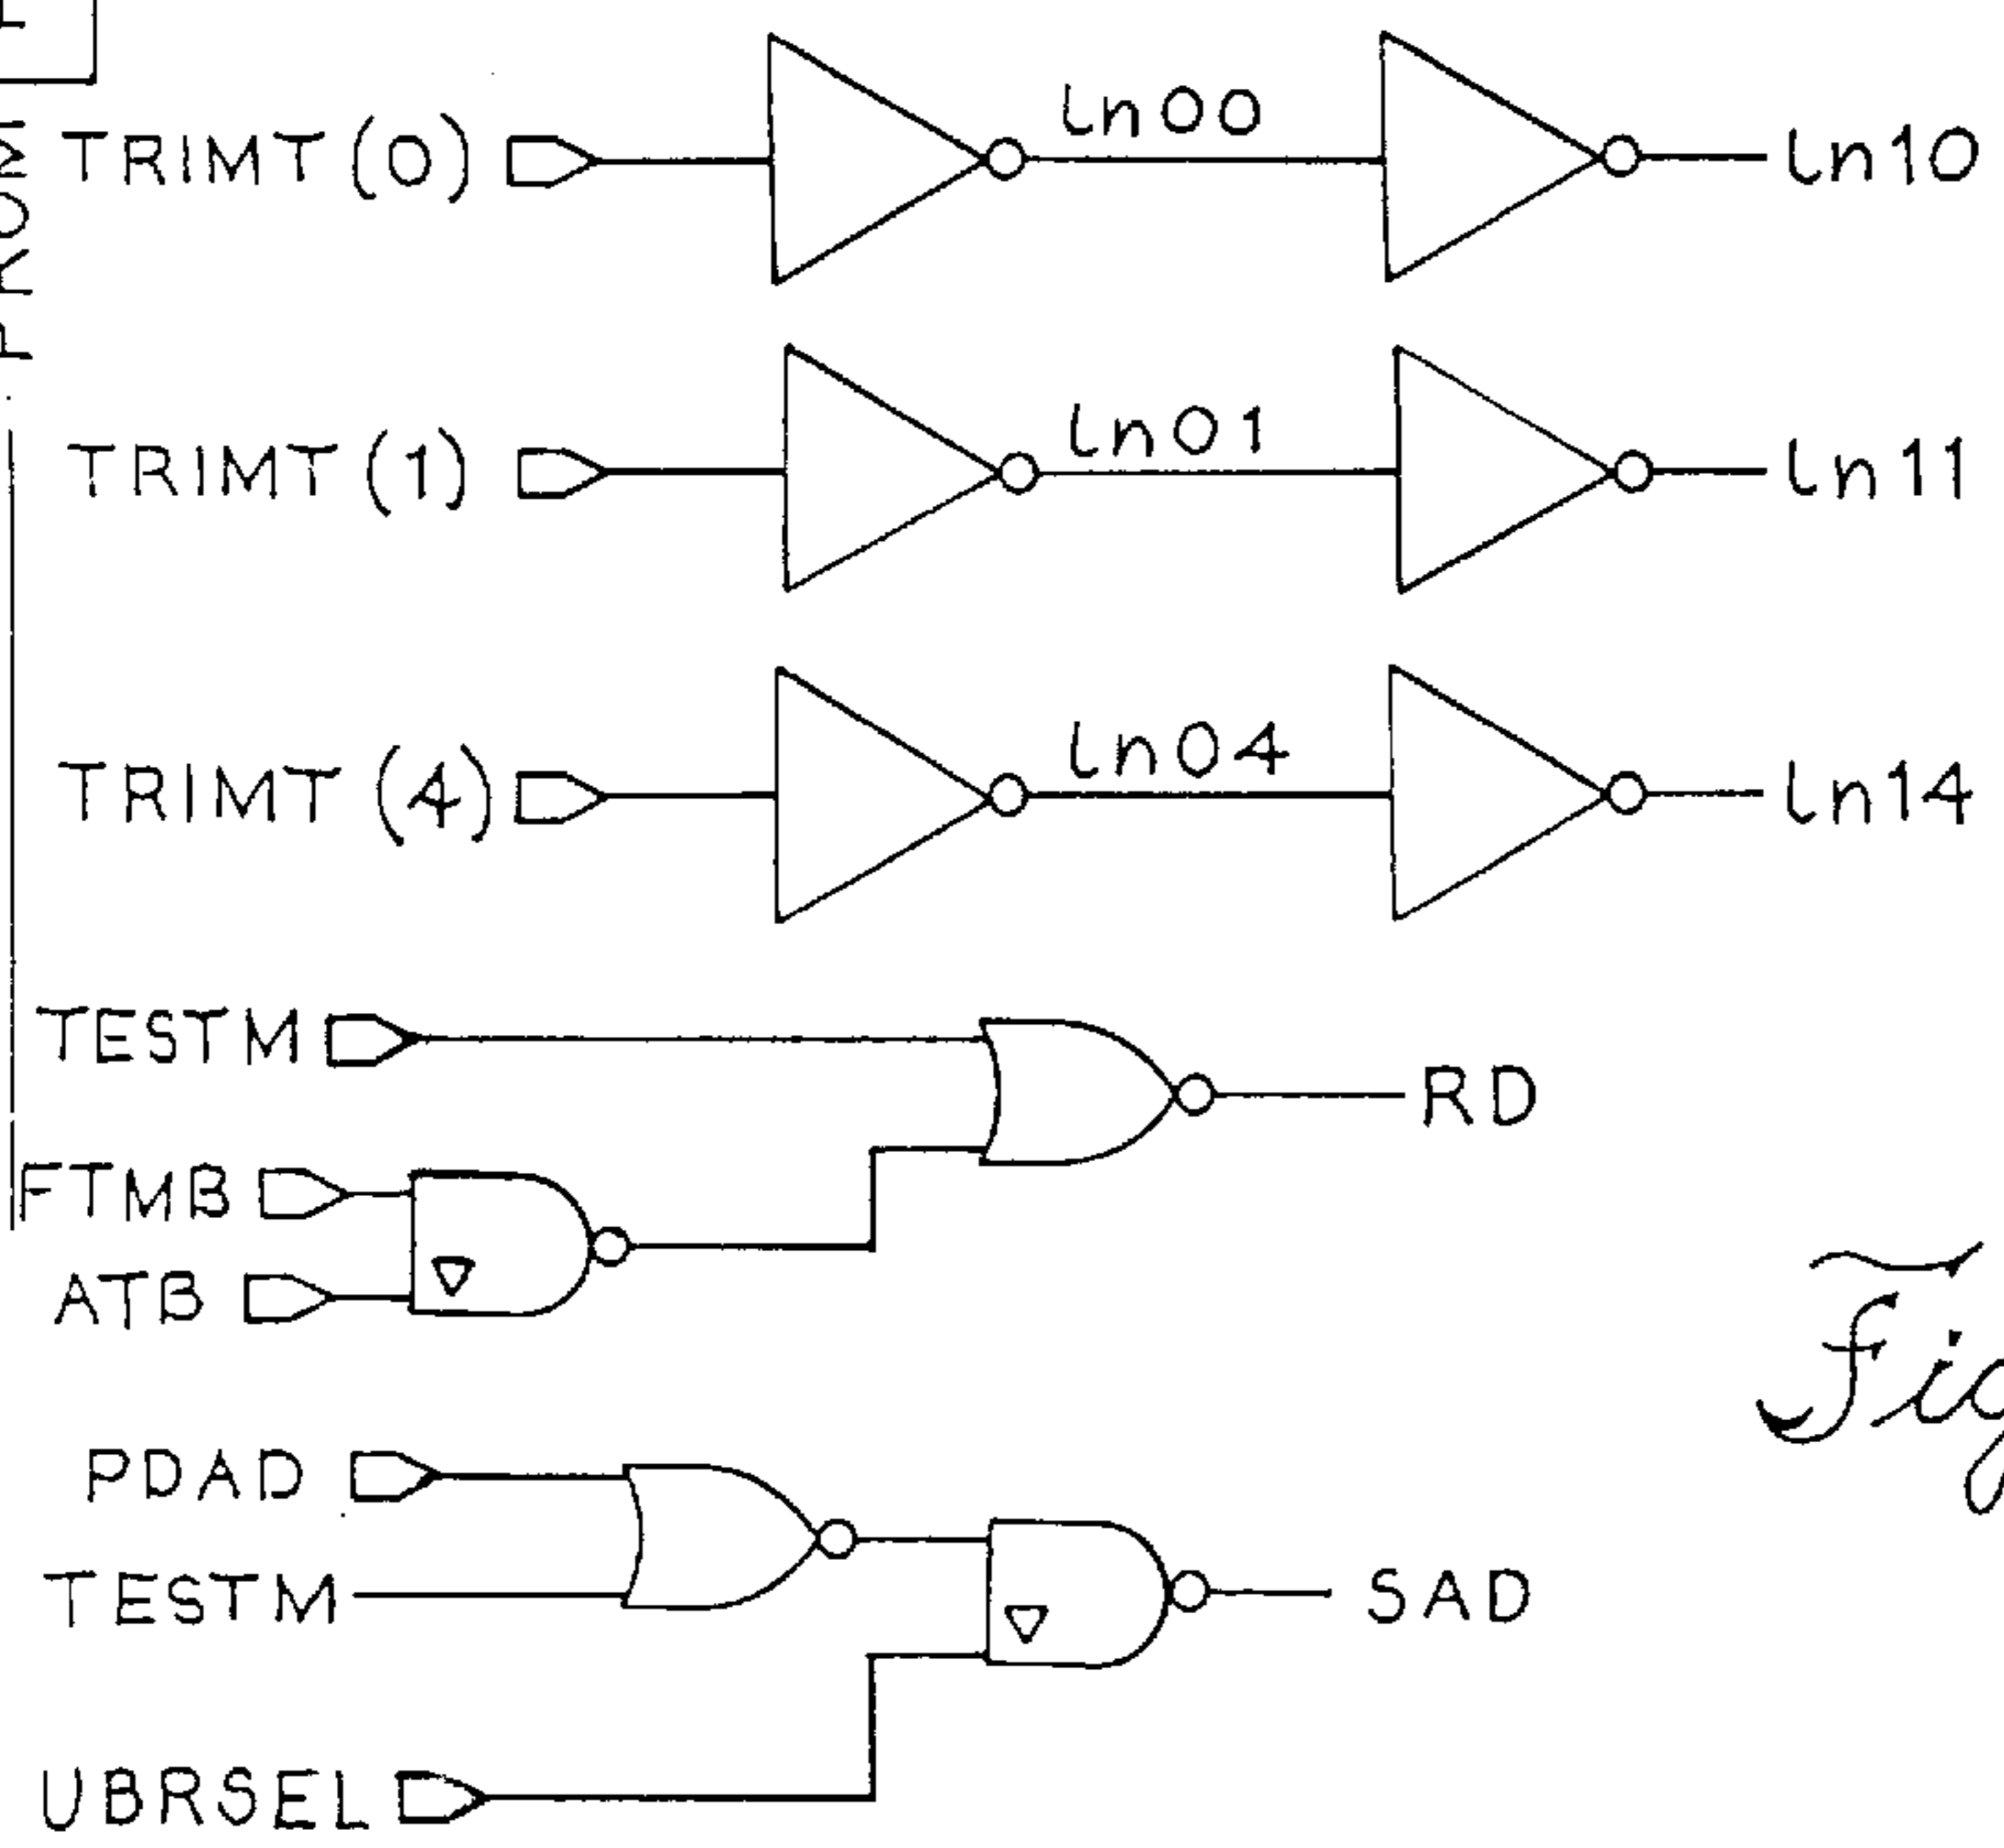 ln00
TRIMT(0) ln10
ln01
TRIMT(1) ln11
ln04
TRIMT(4) ln14
TESTM
RD
FTMB
ATB
PDAD
TESTM SAD
UBRSEL